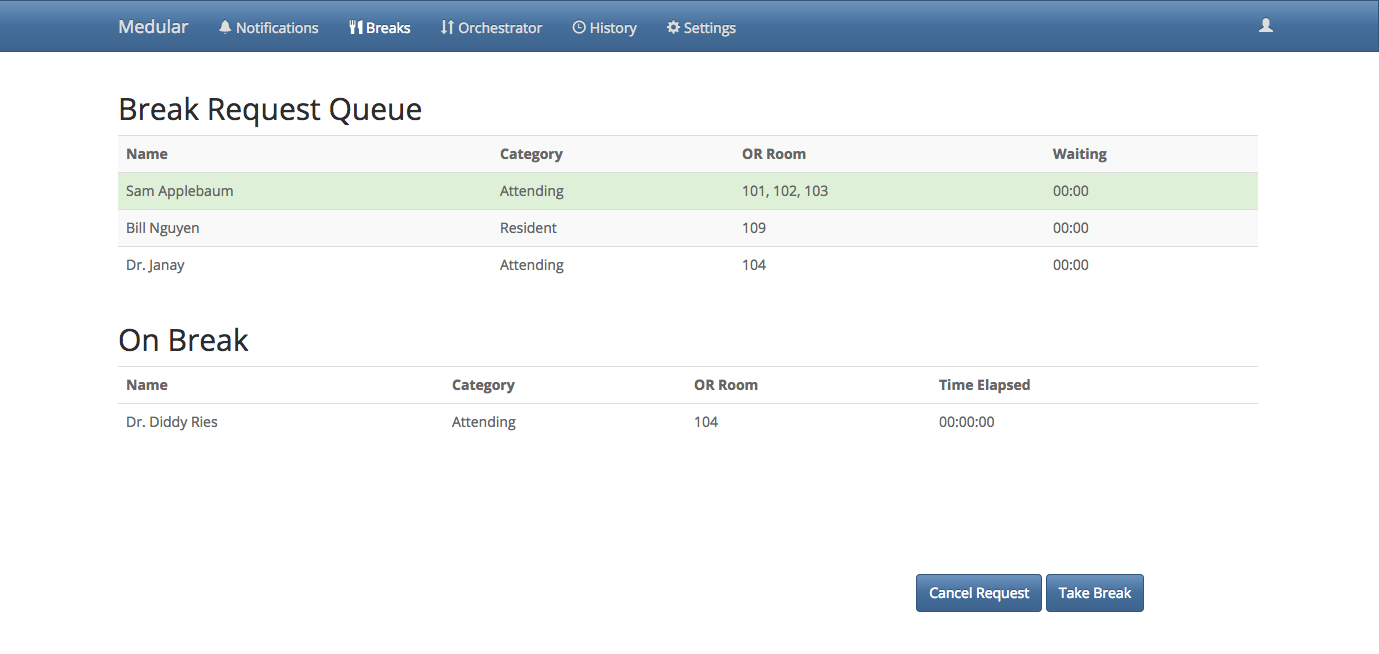 Medular Notifications Breaks Orchestrator History Settings
Break Request Queue
Name Category OR Room Waiting
Sam Applebaum Attending 101, 102, 103 00:00
Bill Nguyen Resident 109 00:00
Dr. Janay Attending 104 00:00
On Break
Name Category OR Room Time Elapsed
Dr. Diddy Ries Attending 104 00:00:00
Cancel Request Take Break